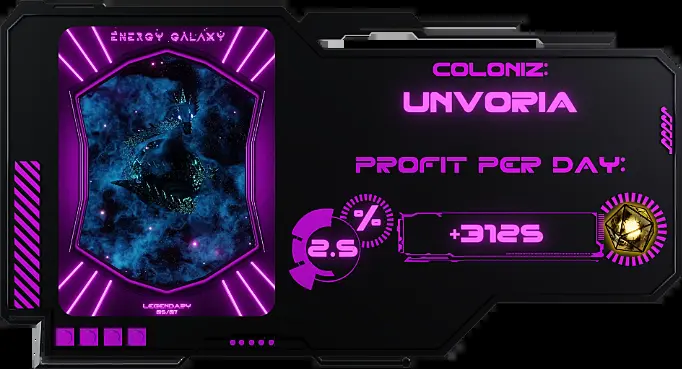 ENERGY GALAXY
LEGENDARY
COLONIZ:
UNVORIA
PROFIT PER DAY:
2.5 %
+3125